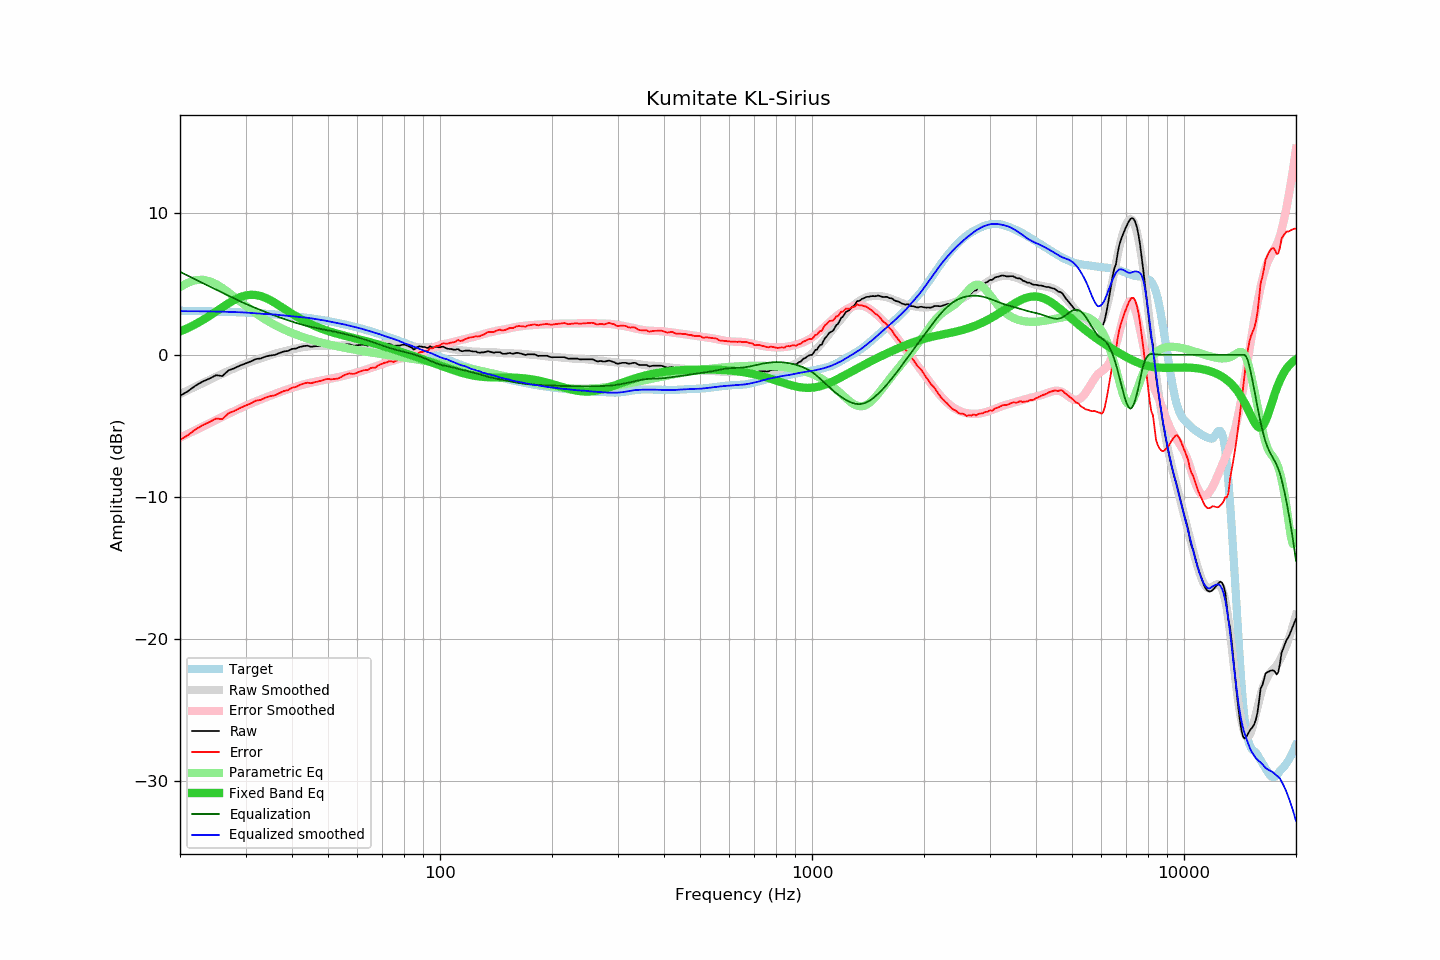 Kumitate KL-Sirius
Amplitude (dBr)
10
0
−10
−20
−30
Target
Raw Smoothed
Error Smoothed
Raw
Error
Parametric Eq
Fixed Band Eq
Equalization
Equalized smoothed
100
1000
10000
Frequency (Hz)